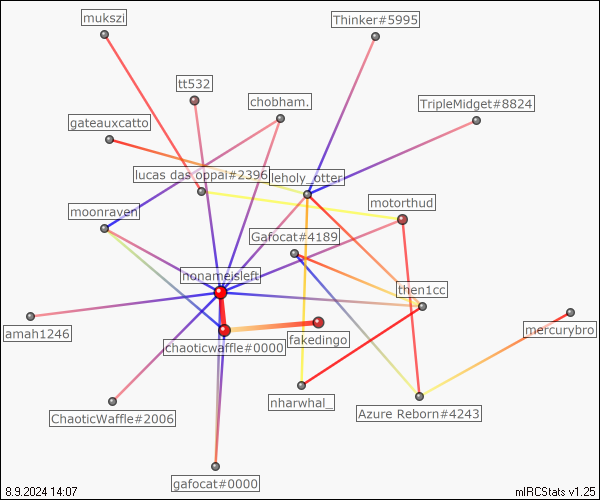 mukszi
Thinker#5995
tt532
chobham.
TripleMidget#8824
gateauxcatto
lucas das oppai#2396
leholy_otter
moonraven
motorthud
Gafocat#4189
nonameisleft
then1cc
amah1246
chaoticwaffle#0000
fakedingo
mercurybro
nharwhal_
ChaoticWaffle#2006
Azure Reborn#4243
gafocat#0000
8.9.2024 14:07
mIRCStats v1.25